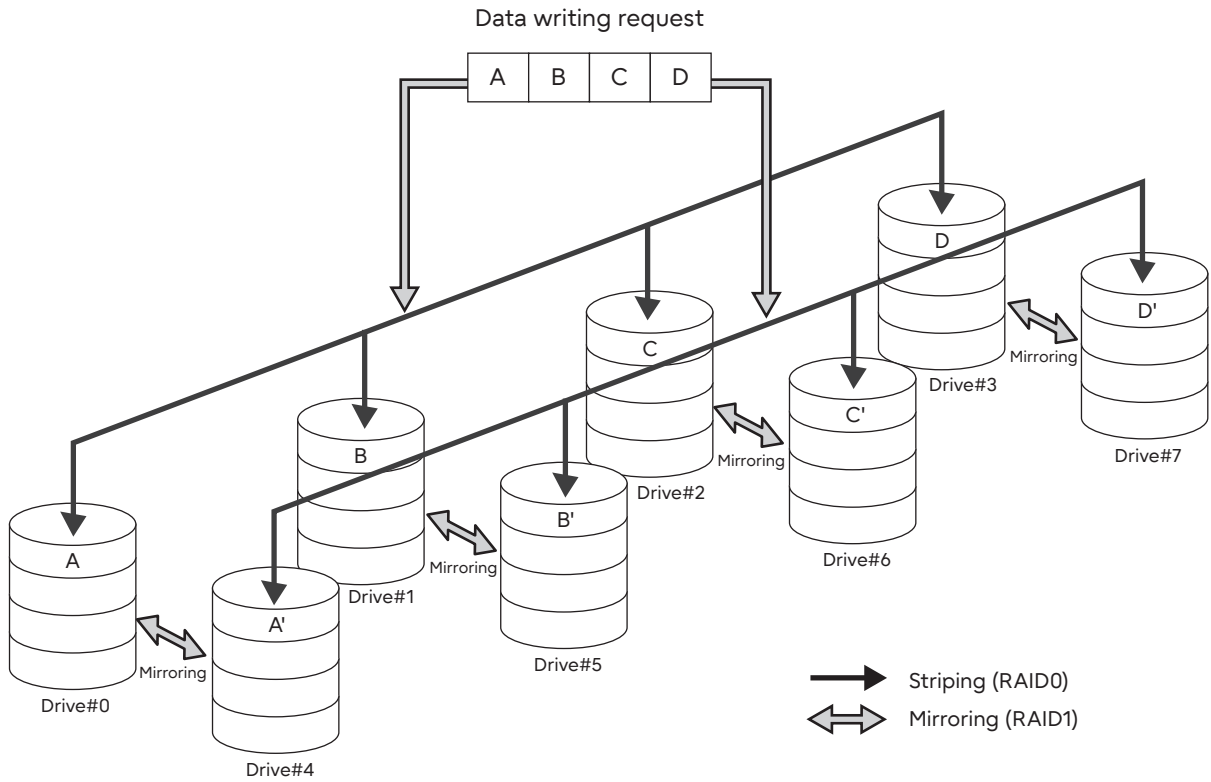 Data writing request
A B C D
D
D'
Mirroring
Drive#3
C
C'
Mirroring
Drive#7
Drive#2
B
B'
Mirroring
Drive#6
Drive#1
A
A'
Mirroring
Drive#5
Drive#0
Drive#4
Striping (RAID0)
Mirroring (RAID1)